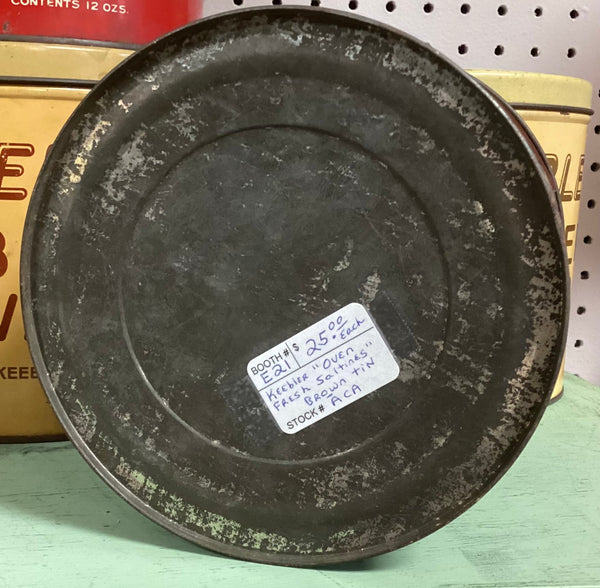 CONTENTS 12 OZS.
BOOTH# $ 25.00 Each
E21
KEEBLER "OVEN
FRESH SALTINES"
BROWN TIN
STOCK# ACA